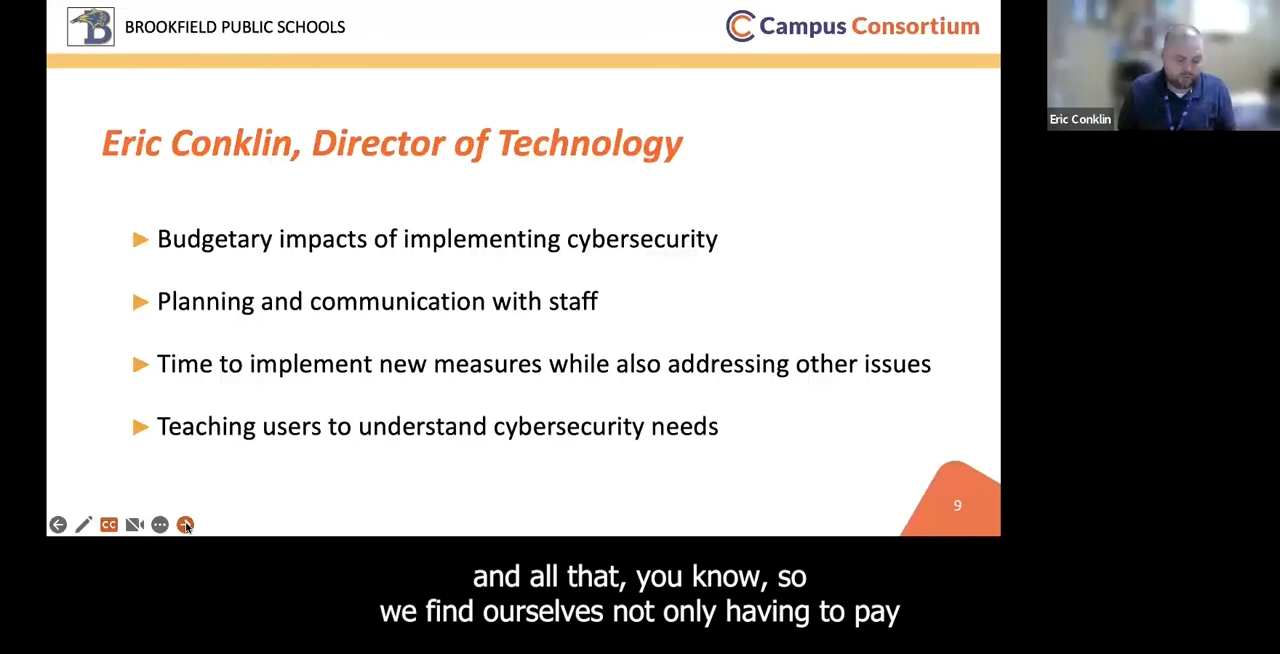 BROOKFIELD PUBLIC SCHOOLS
Campus Consortium
Eric Conklin
Eric Conklin, Director of Technology
Budgetary impacts of implementing cybersecurity
Planning and communication with staff
Time to implement new measures while also addressing other issues
Teaching users to understand cybersecurity needs
9
CC
and all that, you know, so
we find ourselves not only having to pay